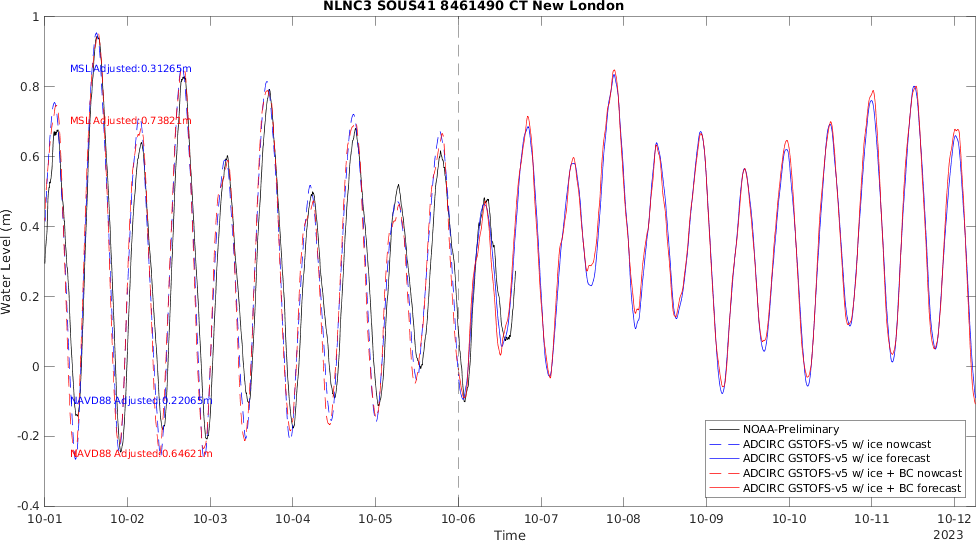 NLNC3 SOUS41 8461490 CT New London
1
0.8
0.6
0.4
0.2
0
-0.2
-0.4
Water Level (m)
MSL Adjusted:0.31265m
MSL Adjusted:0.73821m
NAVD88 Adjusted:0.22065m
NAVD88 Adjusted:0.64621m
NOAA-Preliminary
ADCIRC GSTOFS-v5 w/ ice nowcast
ADCIRC GSTOFS-v5 w/ ice forecast
ADCIRC GSTOFS-v5 w/ ice + BC nowcast
ADCIRC GSTOFS-v5 w/ ice + BC forecast
10-01 10-02 10-03 10-04 10-05 10-06 10-07 10-08 10-09 10-10 10-11 10-12
Time
2023